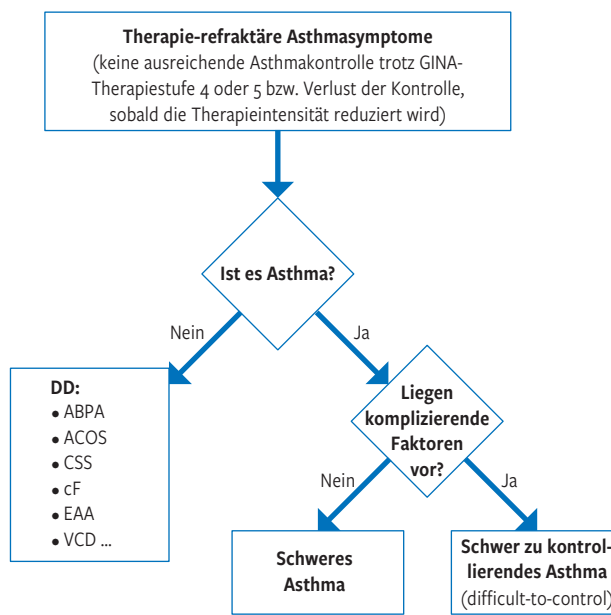 Therapie-refraktäre Asthmasymptome
(keine ausreichende Asthmakontrolle trotz GINA-
Therapiestufe 4 oder 5 bzw. Verlust der Kontrolle,
sobald die Therapieintensität reduziert wird)
Ist es Asthma?
Nein
Ja
DD:
• ABPA
• ACOS
• CSS
• cF
• EAA
• VCD ...
Liegen
komplizierende
Faktoren
vor?
Nein
Ja
Schweres
Asthma
Schwer zu kontrol-
lierendes Asthma
(difficult-to-control)